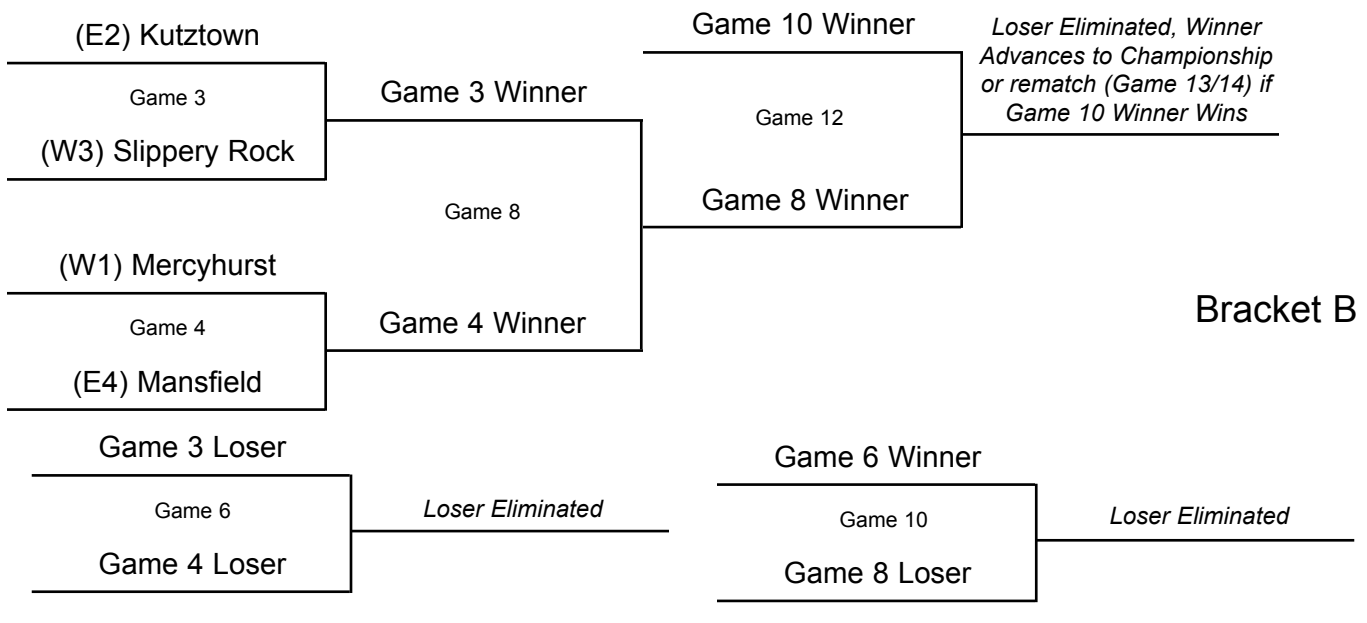 (E2) Kutztown
Game 3
(W3) Slippery Rock
Game 3 Winner
Game 8
(W1) Mercyhurst
Game 4
(E4) Mansfield
Game 4 Winner
Game 10 Winner
Game 12
Game 8 Winner
Loser Eliminated, Winner
Advances to Championship
or rematch (Game 13/14) if
Game 10 Winner Wins
Bracket B
Game 3 Loser
Game 6
Game 4 Loser
Loser Eliminated
Game 6 Winner
Game 10
Game 8 Loser
Loser Eliminated